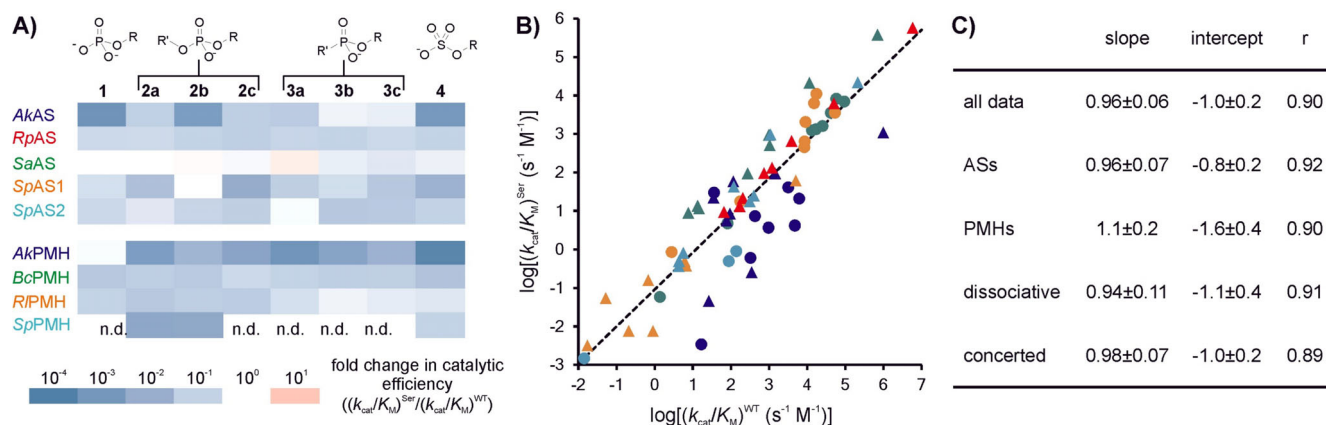 A)
O
O P O R
O O
O
R' P R
O O O
O
R' P R
O O
O O
S R
O O
1 2a 2b 2c 3a 3b 3c 4
AkAS
RpAS
SaAS
SpAS1
SpAS2
AkPMH
BcPMH
RlPMH
SpPMH n.d. n.d. n.d. n.d. n.d.
10⁻⁴ 10⁻³ 10⁻² 10⁻¹ 10⁰ 10¹
fold change in catalytic
efficiency
((kcat/KM)^Ser/(kcat/KM)^WT)
B)
log[(kcat/KM)^Ser (s⁻¹ M⁻¹)]
6
5
4
3
2
1
0
-1
-2
-3
-2 -1 0 1 2 3 4 5 6 7
log[(kcat/KM)^WT (s⁻¹ M⁻¹)]
C)
slope intercept r
all data 0.96±0.06 -1.0±0.2 0.90
ASs 0.96±0.07 -0.8±0.2 0.92
PMHs 1.1±0.2 -1.6±0.4 0.90
dissociative 0.94±0.11 -1.1±0.4 0.91
concerted 0.98±0.07 -1.0±0.2 0.89